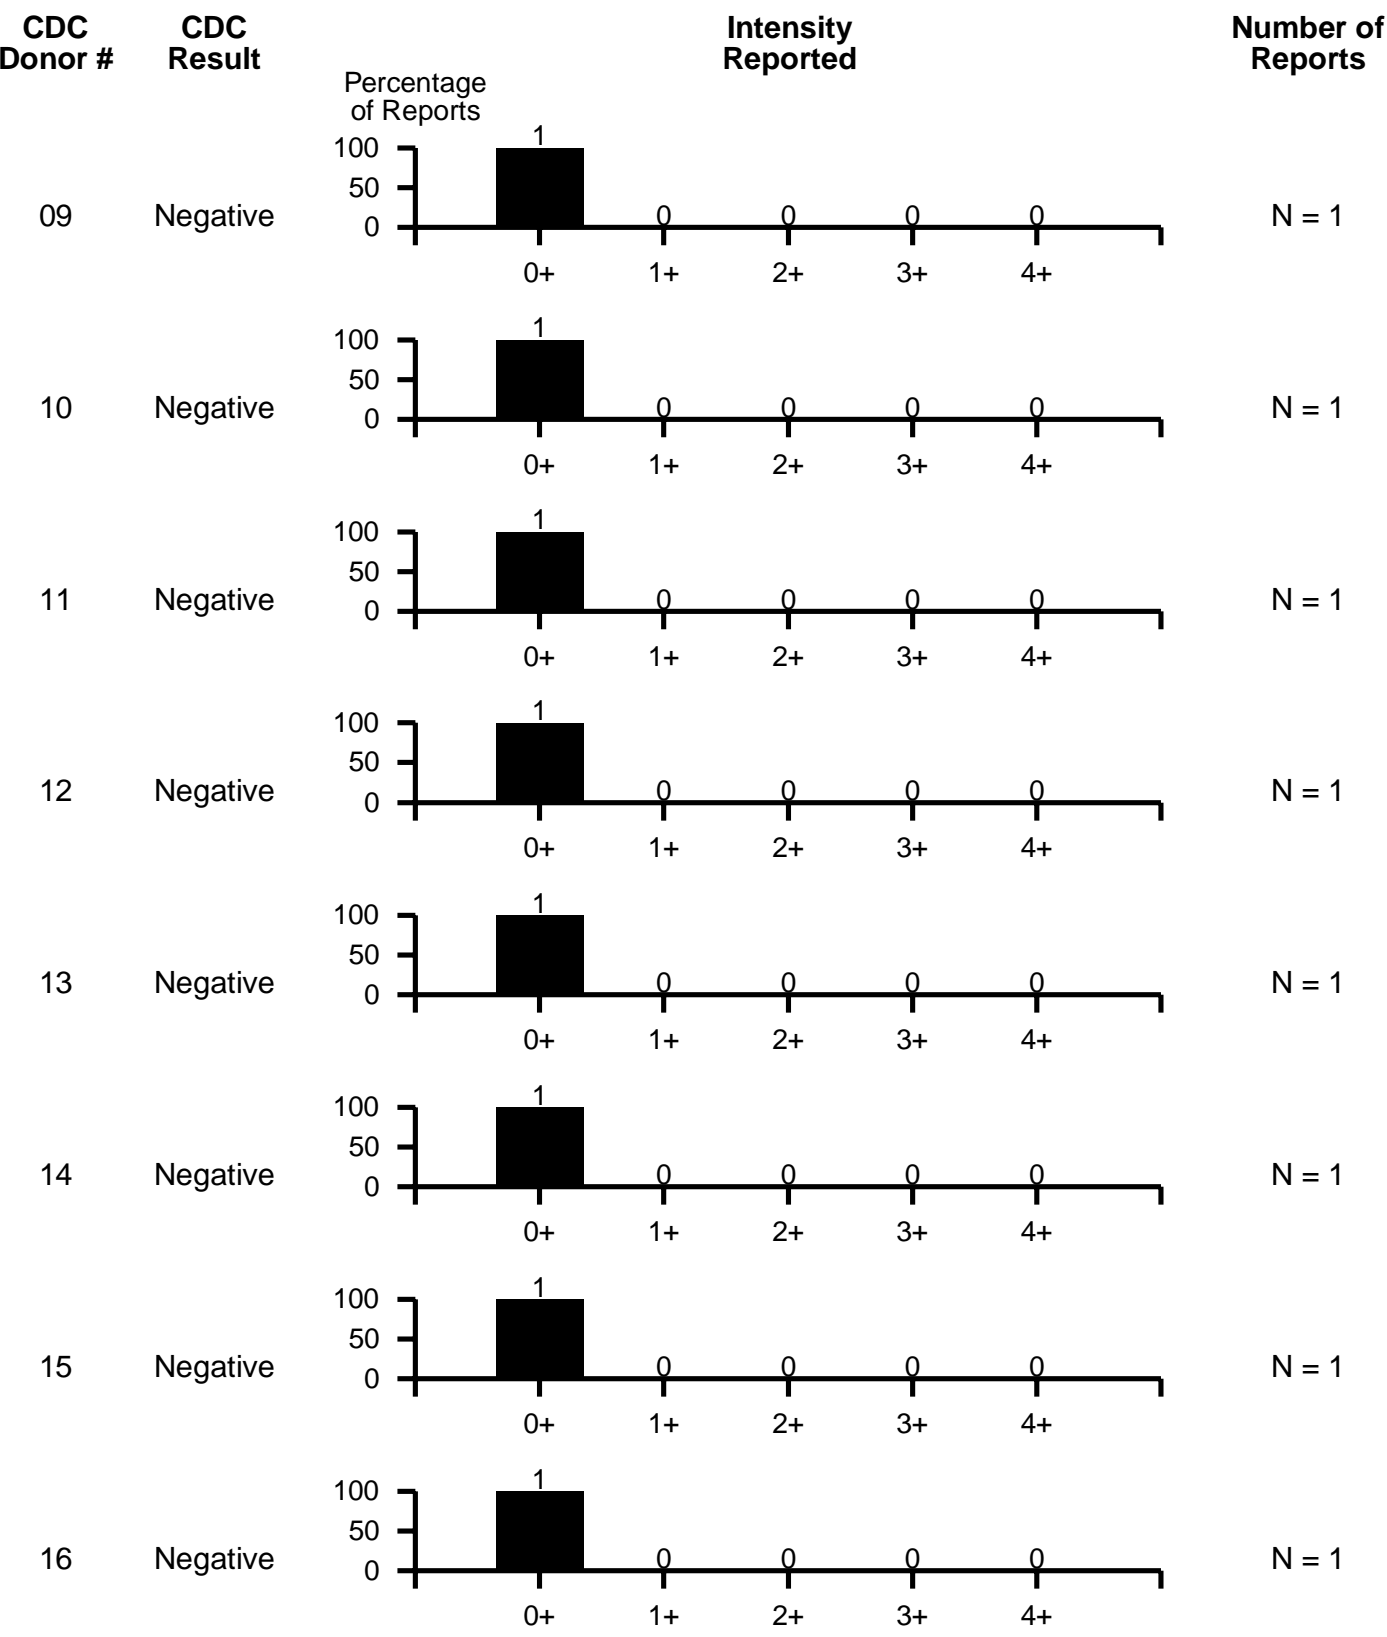 CDC
Donor #
CDC
Result
Intensity
Reported
Number of
Reports
Percentage
of Reports
1
100
50
0
09
Negative
0 0 0 0
N = 1
0+ 1+ 2+ 3+ 4+
1
100
50
0
10
Negative
0 0 0 0
N = 1
0+ 1+ 2+ 3+ 4+
1
100
50
0
11
Negative
0 0 0 0
N = 1
0+ 1+ 2+ 3+ 4+
1
100
50
0
12
Negative
0 0 0 0
N = 1
0+ 1+ 2+ 3+ 4+
1
100
50
0
13
Negative
0 0 0 0
N = 1
0+ 1+ 2+ 3+ 4+
1
100
50
0
14
Negative
0 0 0 0
N = 1
0+ 1+ 2+ 3+ 4+
1
100
50
0
15
Negative
0 0 0 0
N = 1
0+ 1+ 2+ 3+ 4+
1
100
50
0
16
Negative
0 0 0 0
N = 1
0+ 1+ 2+ 3+ 4+